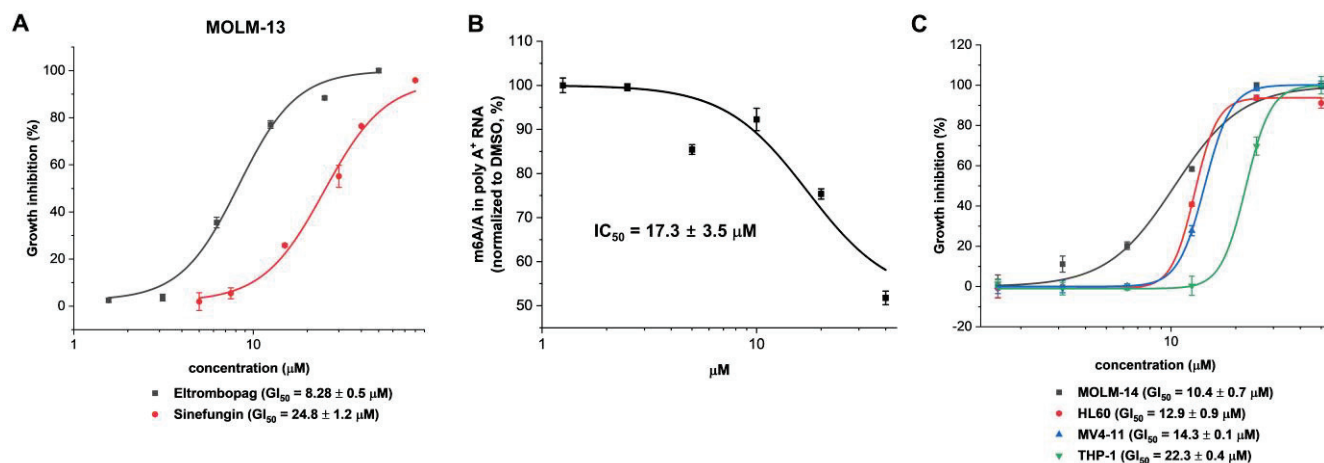 A
MOLM-13
Growth inhibition (%)
100
80
60
40
20
0
1
10
concentration (μM)
Eltrombopag (GI50 = 8.28 ± 0.5 μM)
Sinefungin (GI50 = 24.8 ± 1.2 μM)
B
m6A/A in poly A+ RNA
(normalized to DMSO, %)
110
100
90
80
70
60
50
IC50 = 17.3 ± 3.5 μM
1
10
μM
C
Growth inhibition (%)
120
100
80
60
40
20
0
-20
10
concentration (μM)
MOLM-14 (GI50 = 10.4 ± 0.7 μM)
HL60 (GI50 = 12.9 ± 0.9 μM)
MV4-11 (GI50 = 14.3 ± 0.1 μM)
THP-1 (GI50 = 22.3 ± 0.4 μM)